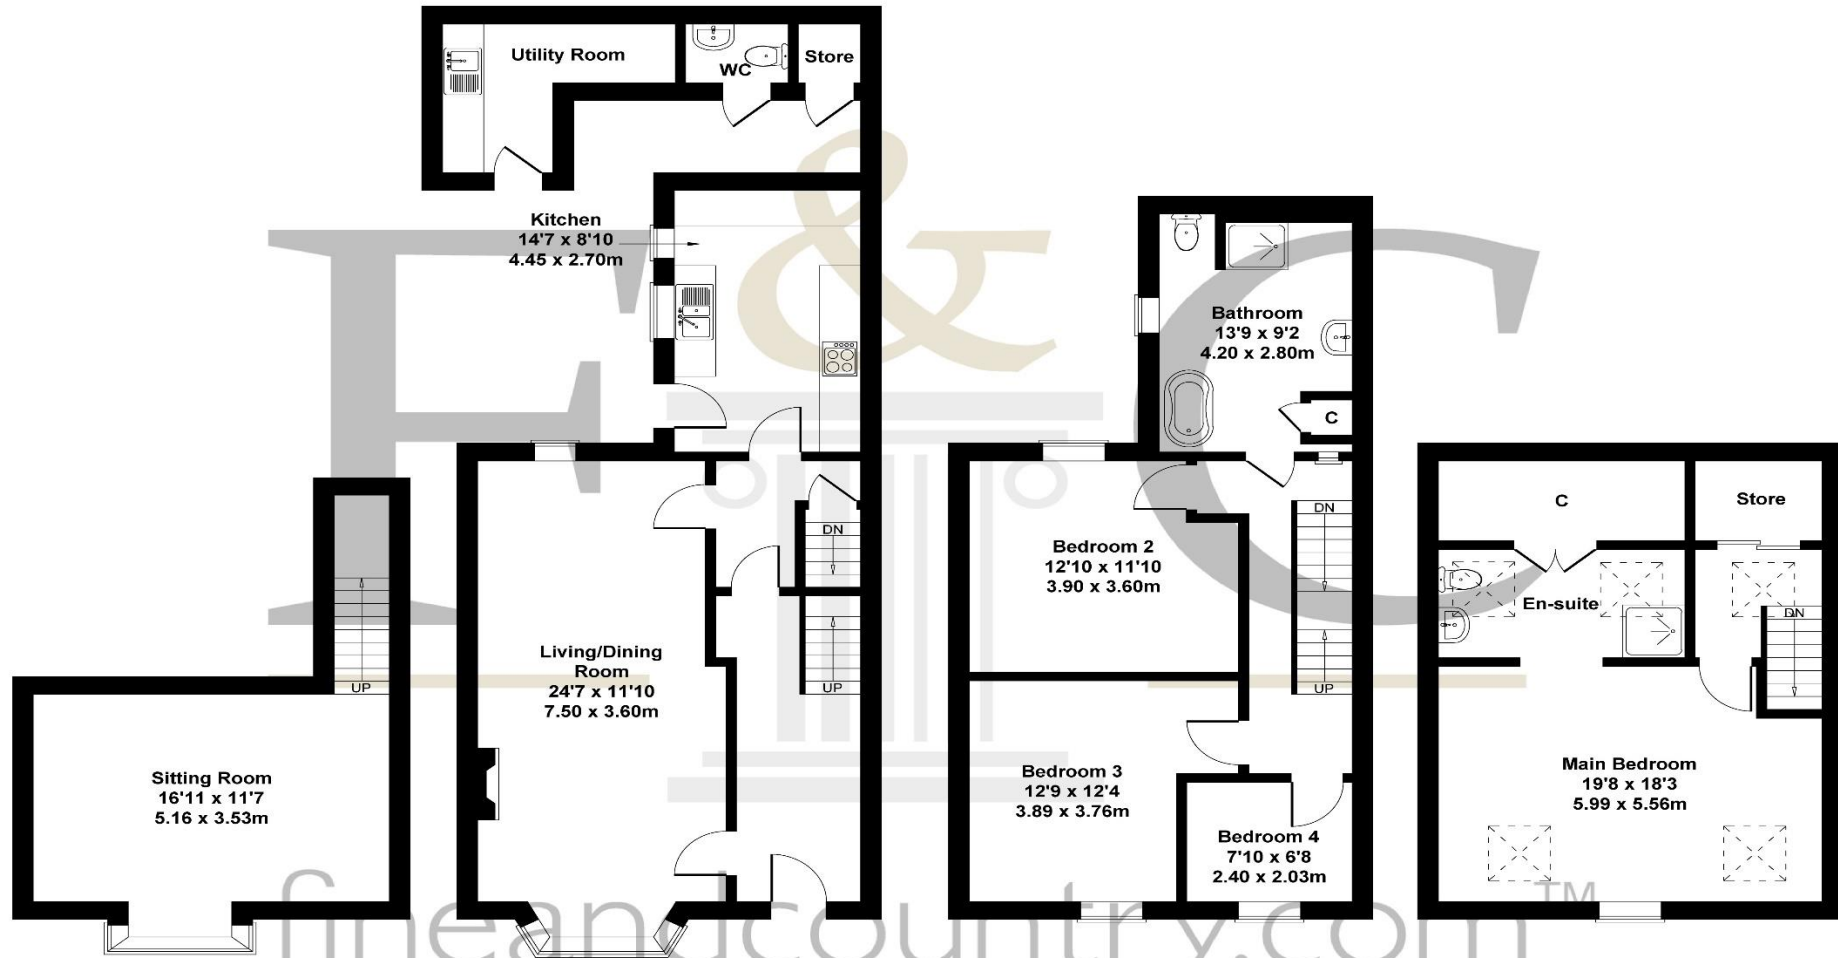 Utility Room
WC
Store
Kitchen
14'7 x 8'10
4.45 x 2.70m
DN
UP
Living/Dining
Room
24'7 x 11'10
7.50 x 3.60m
UP
Sitting Room
16'11 x 11'7
5.16 x 3.53m
Bathroom
13'9 x 9'2
4.20 x 2.80m
C
DN
UP
Bedroom 2
12'10 x 11'10
3.90 x 3.60m
Bedroom 3
12'9 x 12'4
3.89 x 3.76m
Bedroom 4
7'10 x 6'8
2.40 x 2.03m
C
Store
En-suite
DN
Main Bedroom
19'8 x 18'3
5.99 x 5.56m
F & C
fineandcountry.com™